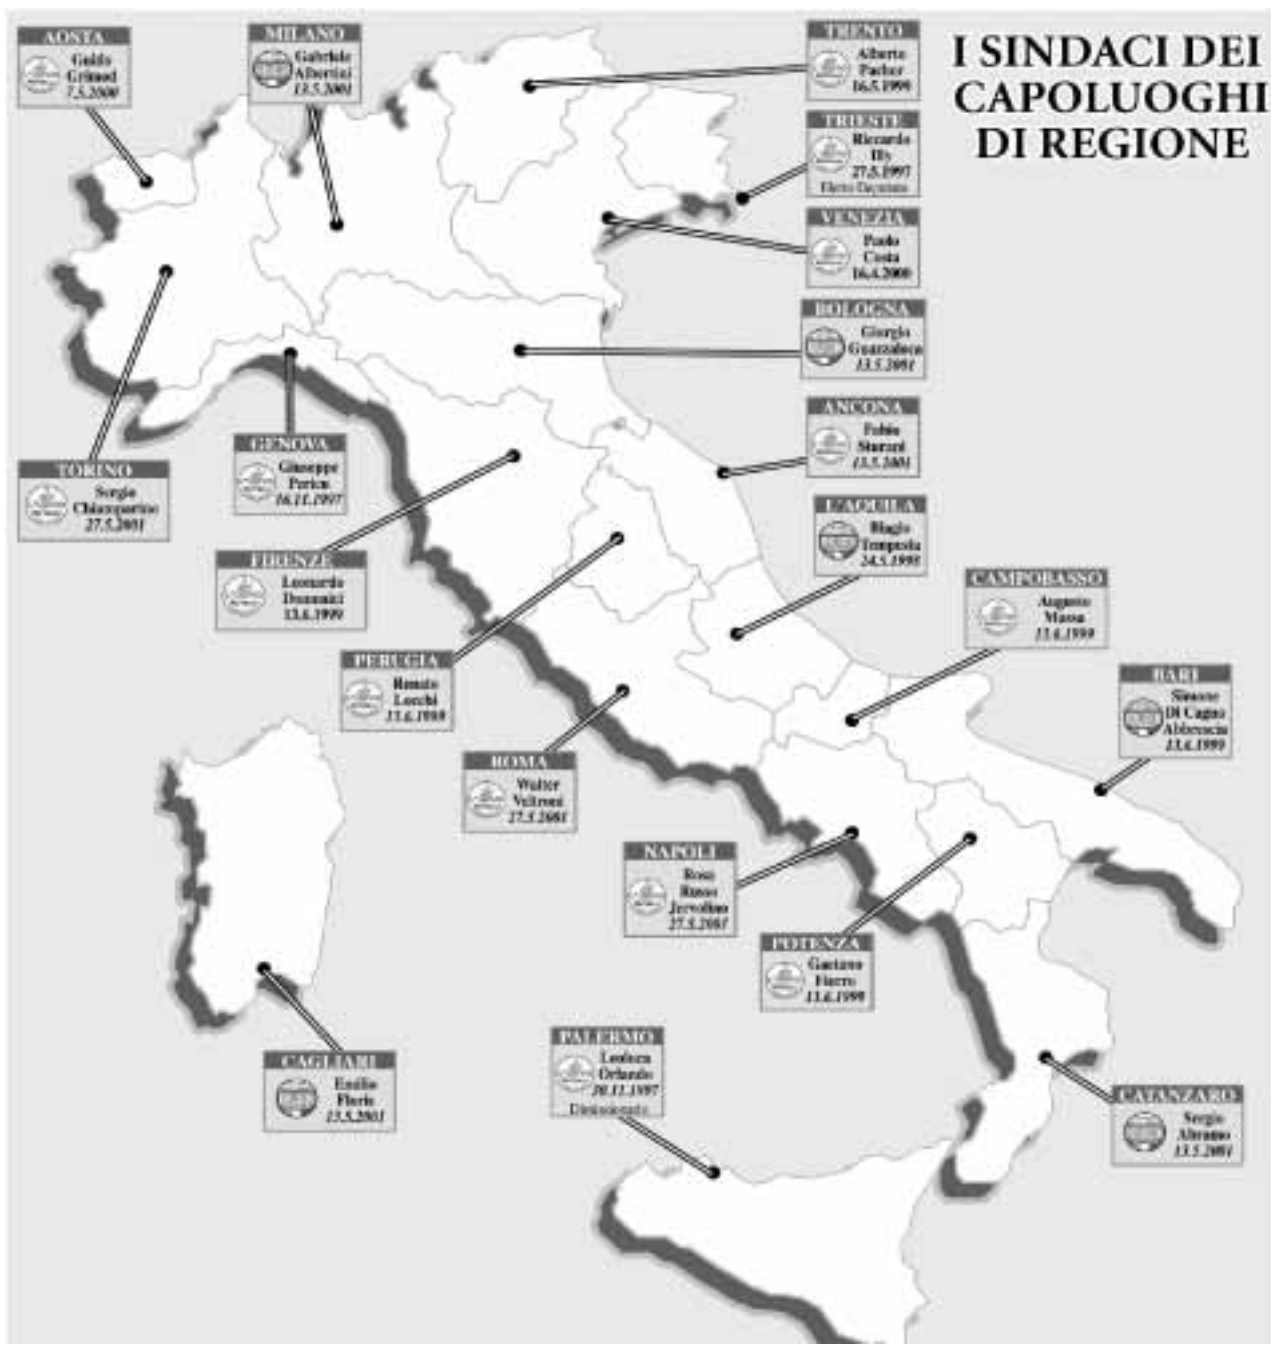 I SINDACI DEI
CAPOLUOGHI
DI REGIONE
AOSTA
Guido
Grimod
7.5.2000
MILANO
Gabriele
Albertini
13.5.2001
TRENTO
Alberto
Pacher
16.5.1999
TRIESTE
Riccardo
Illy
27.5.1997
Eletto Deputato
VENEZIA
Paolo
Costa
16.4.2000
BOLOGNA
Giorgio
Guazzaloca
13.5.2001
ANCONA
Fabio
Sturani
13.5.2001
GENOVA
Giuseppe
Pericu
16.11.1997
TORINO
Sergio
Chiamparino
27.5.2001
L'AQUILA
Biagio
Tempesta
24.5.1998
FIRENZE
Leonardo
Domenici
13.6.1999
CAMPOBASSO
Augusto
Massa
13.6.1999
PERUGIA
Renato
Locchi
13.6.1999
BARI
Simone
Di Cagno
Abbrescia
13.6.1999
ROMA
Walter
Veltroni
27.5.2001
NAPOLI
Rosa
Russo
Jervolino
27.5.2001
POTENZA
Gaetano
Fierro
13.6.1999
PALERMO
Leoluca
Orlando
30.11.1997
Dimissionario
CAGLIARI
Emilio
Floris
13.5.2001
CATANZARO
Sergio
Abramo
13.5.2001